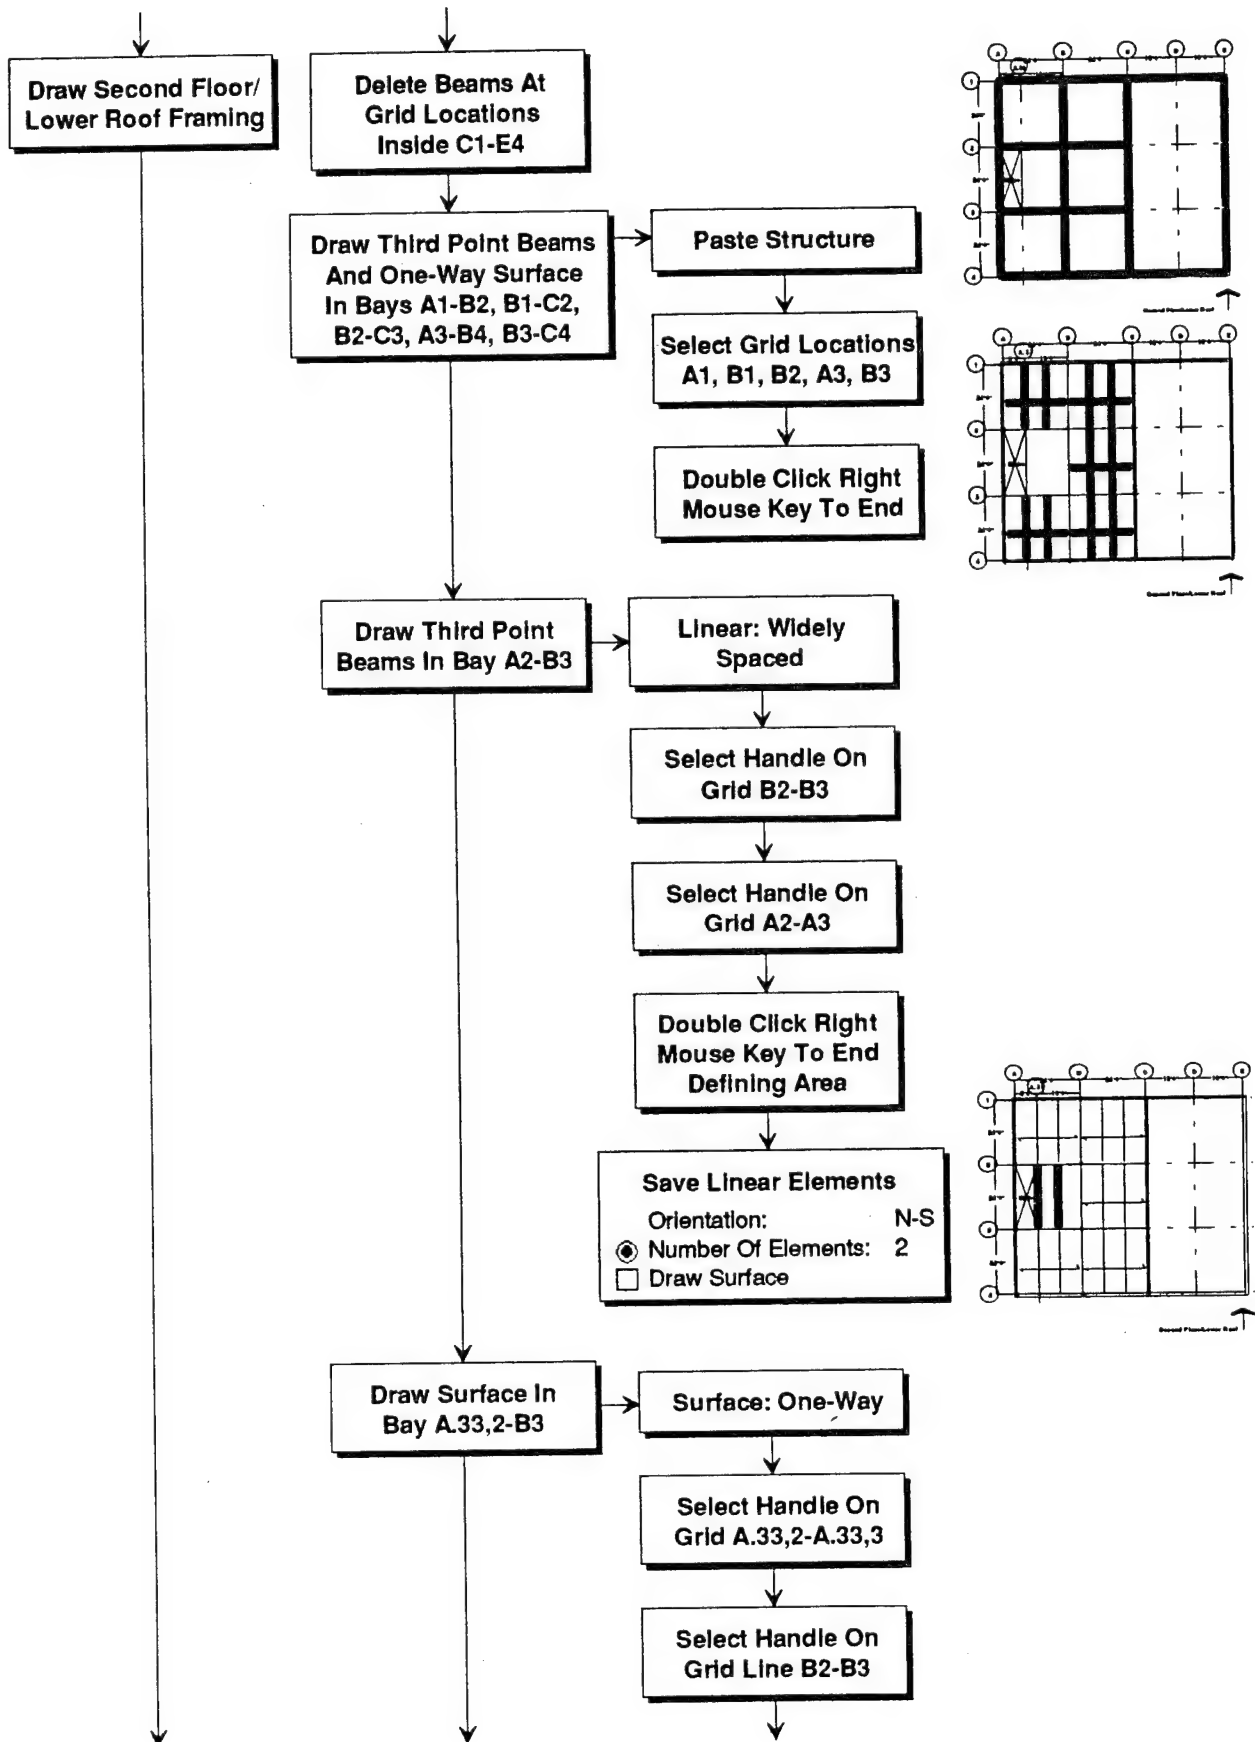 Draw Second Floor/
Lower Roof Framing
Delete Beams At
Grid Locations
Inside C1-E4
Draw Third Point Beams
And One-Way Surface
In Bays A1-B2, B1-C2,
B2-C3, A3-B4, B3-C4
Paste Structure
Select Grid Locations
A1, B1, B2, A3, B3
Double Click Right
Mouse Key To End
Draw Third Point
Beams In Bay A2-B3
Linear: Widely
Spaced
Select Handle On
Grid B2-B3
Select Handle On
Grid A2-A3
Double Click Right
Mouse Key To End
Defining Area
Save Linear Elements
Orientation: N-S
Number Of Elements: 2
Draw Surface
Draw Surface In
Bay A.33,2-B3
Surface: One-Way
Select Handle On
Grid A.33,2-A.33,3
Select Handle On
Grid Line B2-B3